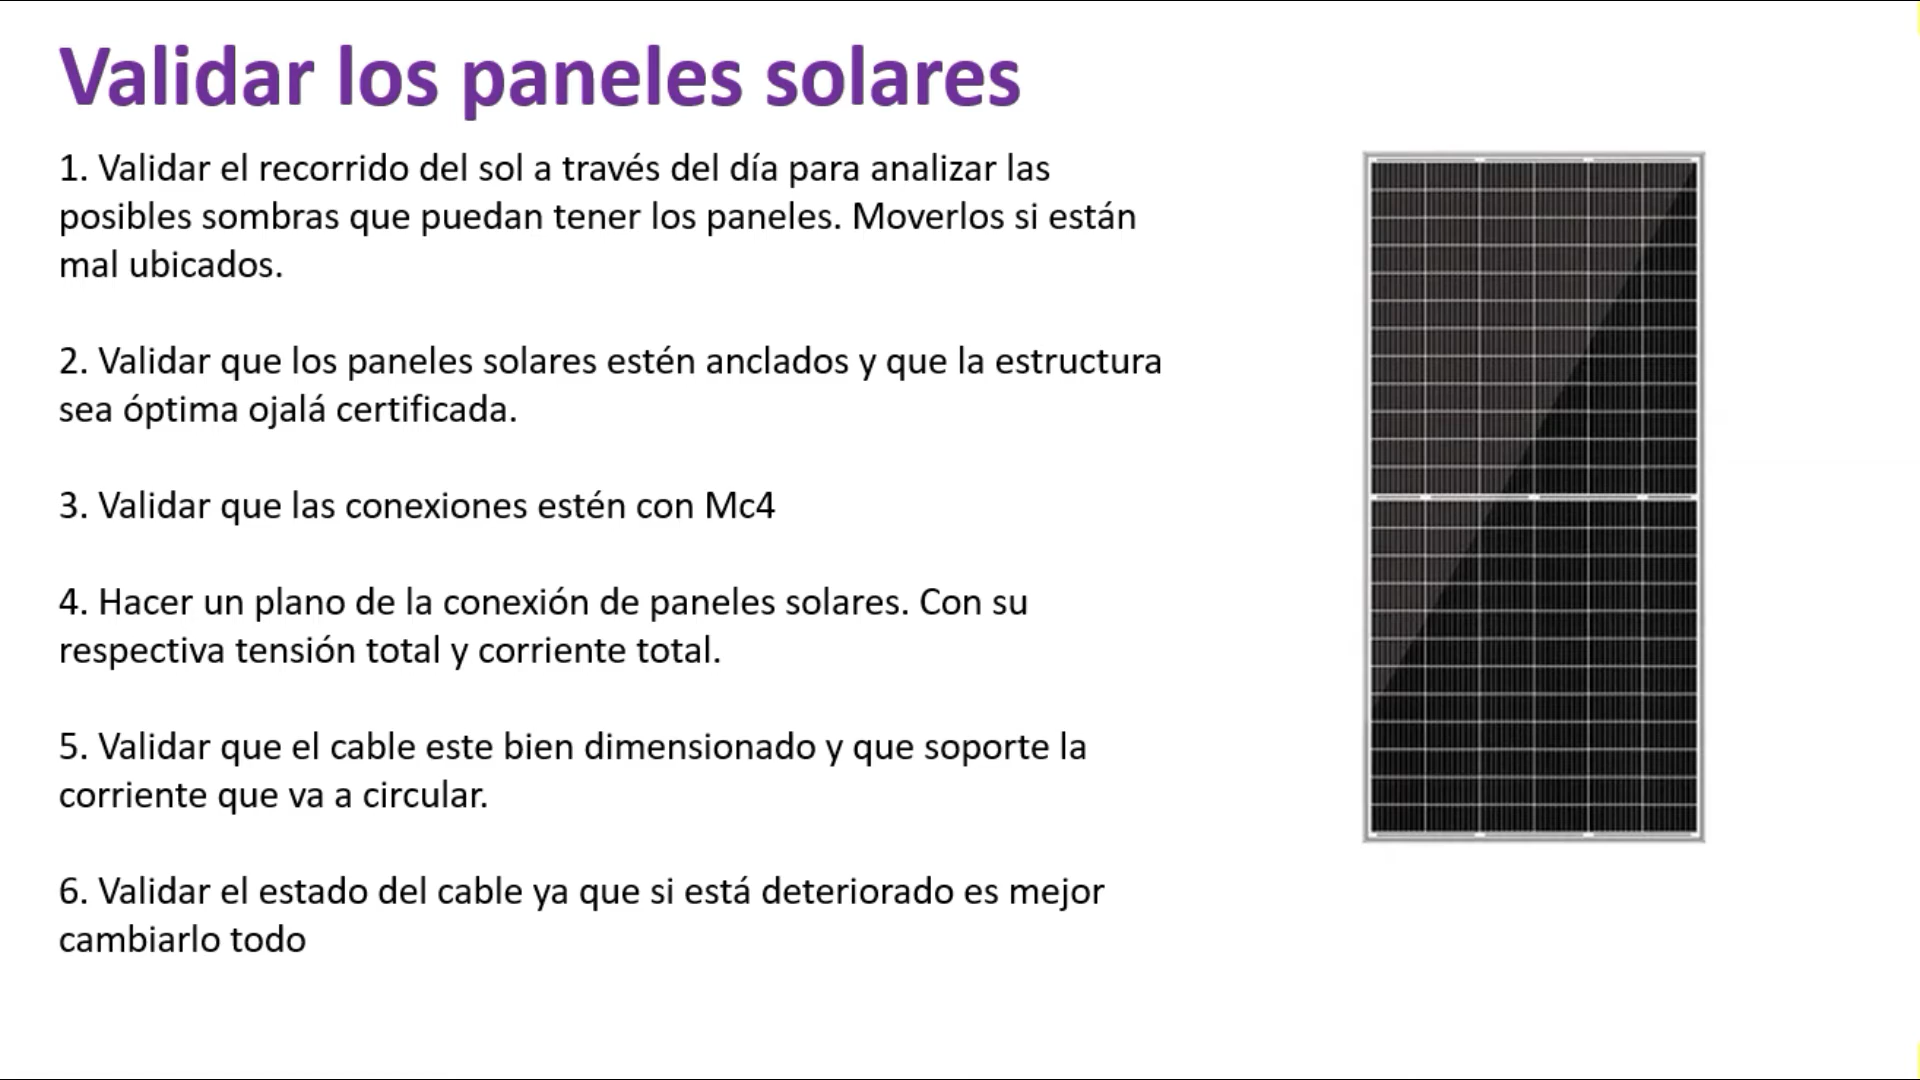 Validar los paneles solares
1. Validar el recorrido del sol a través del día para analizar las
posibles sombras que puedan tener los paneles. Moverlos si están
mal ubicados.
2. Validar que los paneles solares estén anclados y que la estructura
sea óptima ojalá certificada.
3. Validar que las conexiones estén con Mc4
4. Hacer un plano de la conexión de paneles solares. Con su
respectiva tensión total y corriente total.
5. Validar que el cable este bien dimensionado y que soporte la
corriente que va a circular.
6. Validar el estado del cable ya que si está deteriorado es mejor
cambiarlo todo